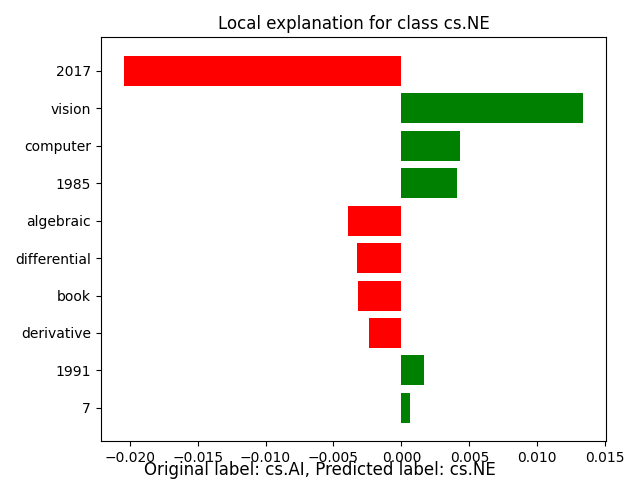 Local explanation for class cs.NE
2017
vision
computer
1985
algebraic
differential
book
derivative
1991
7
−0.020 −0.015 −0.010 −0.005 0.000 0.005 0.010 0.015
Original label: cs.AI, Predicted label: cs.NE